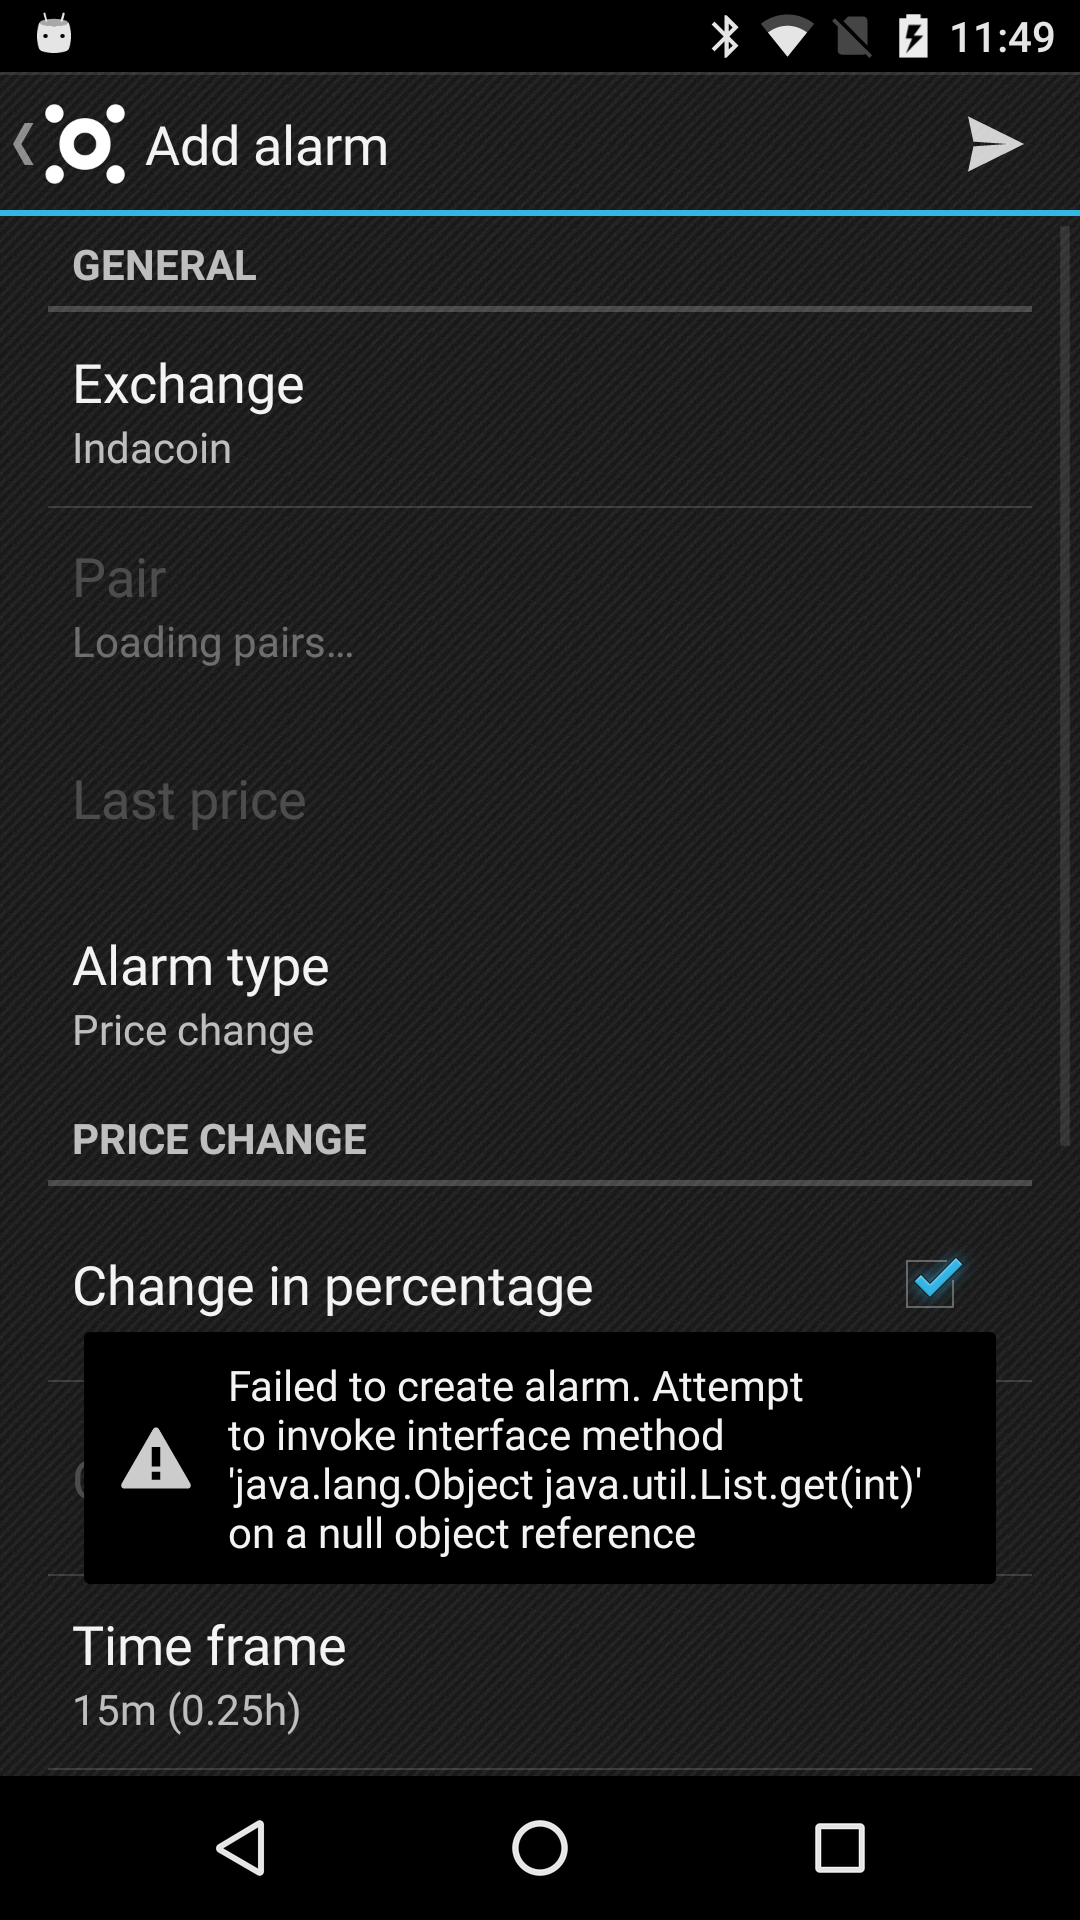 11:49
Add alarm
GENERAL
Exchange
Indacoin
Pair
Loading pairs...
Last price
Alarm type
Price change
PRICE CHANGE
Change in percentage
Failed to create alarm. Attempt
to invoke interface method
'java.lang.Object java.util.List.get(int)'
on a null object reference
Time frame
15m (0.25h)